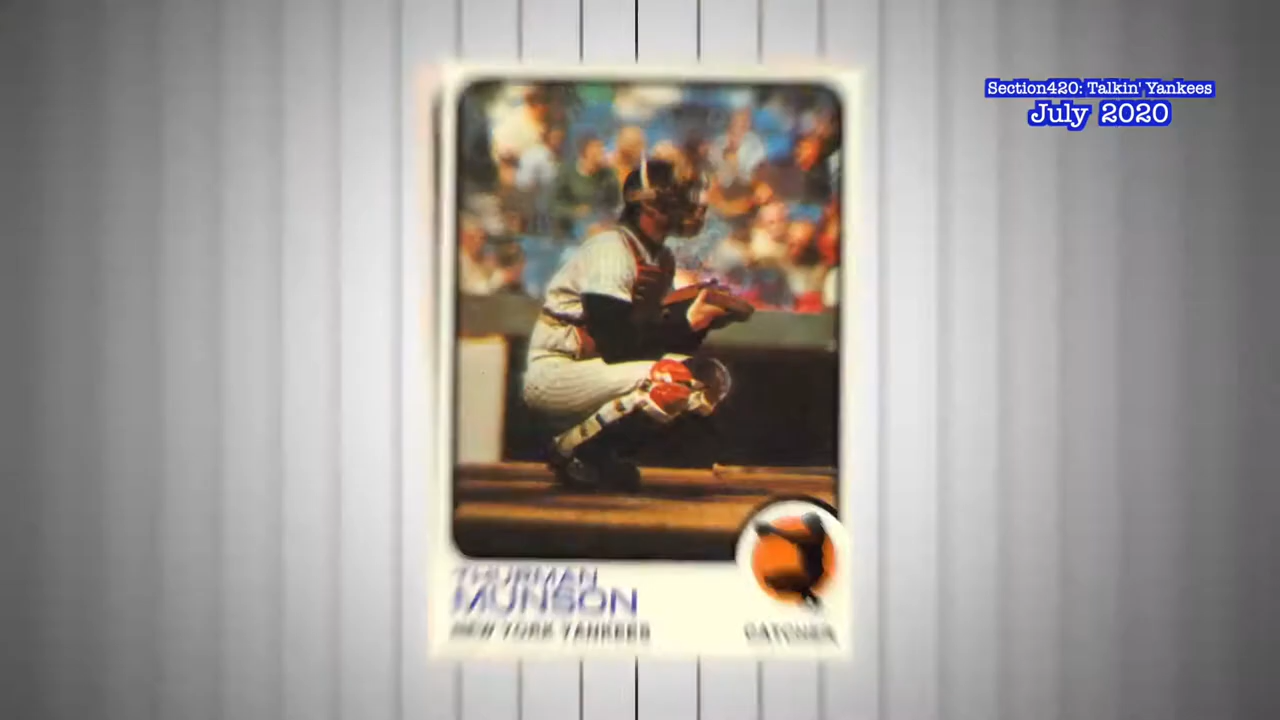 Section420: Talkin' Yankees
July 2020
THURMAN
MUNSON
NEW YORK YANKEES
CATCHER